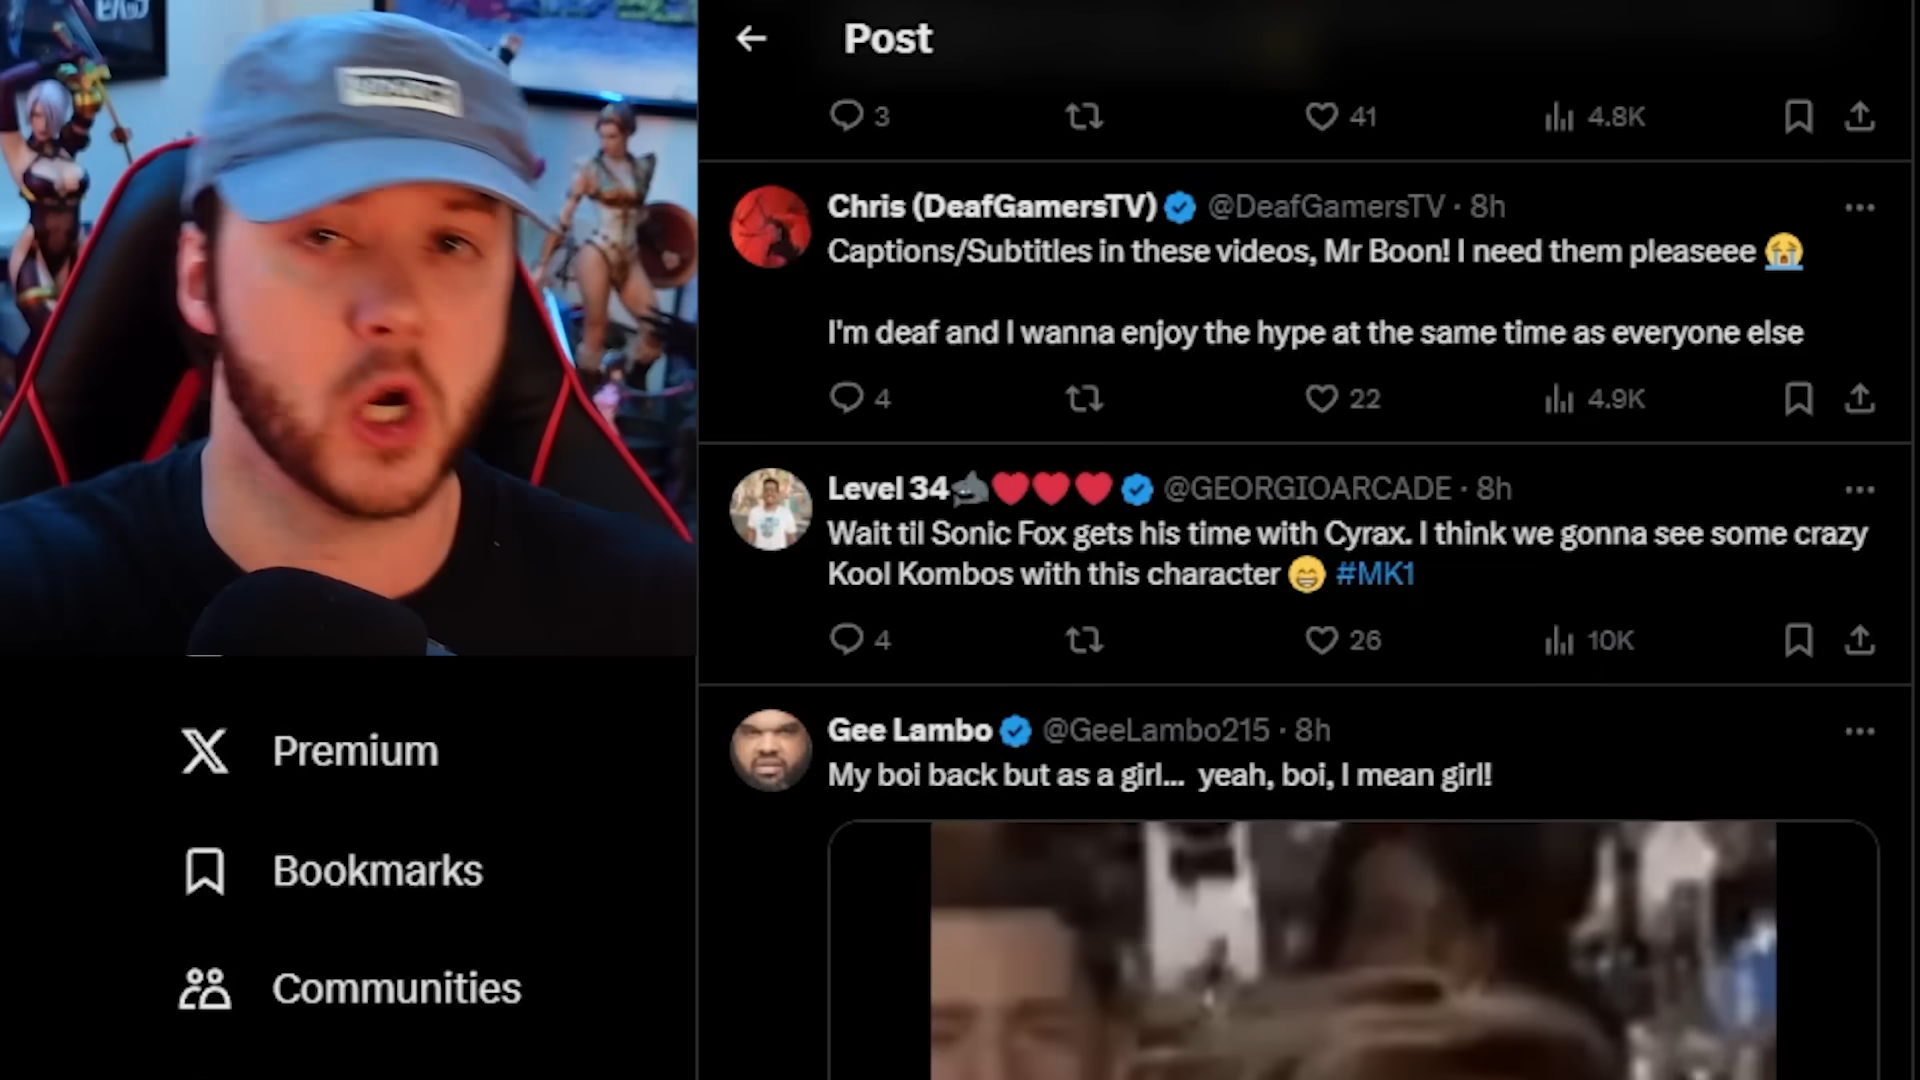 Post
3 41 4.8K
Chris (DeafGamersTV) @DeafGamersTV · 8h
Captions/Subtitles in these videos, Mr Boon! I need them pleaseee 😭
I'm deaf and I wanna enjoy the hype at the same time as everyone else
4 22 4.9K
Level 34🦈❤️❤️❤️ @GEORGIOARCADE · 8h
Wait til Sonic Fox gets his time with Cyrax. I think we gonna see some crazy
Kool Kombos with this character 😁 #MK1
4 26 10K
Gee Lambo @GeeLambo215 · 8h
My boi back but as a girl... yeah, boi, I mean girl!
Premium
Bookmarks
Communities